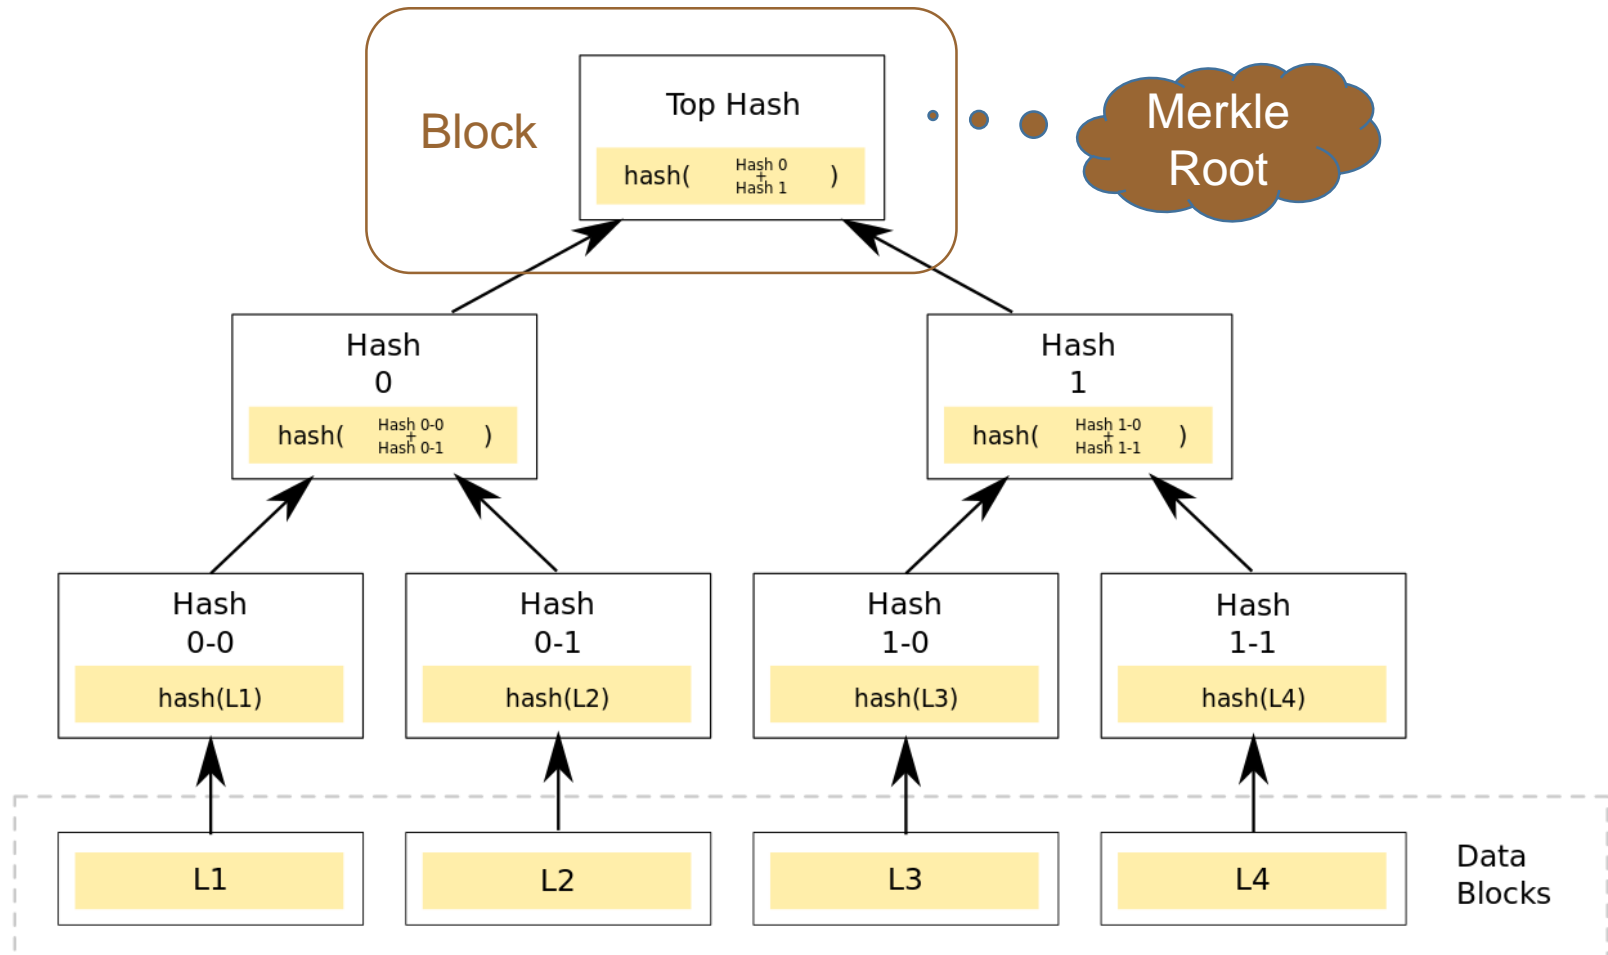 Block
Top Hash
hash(
Hash 0
+
Hash 1
)
Merkle
Root
Hash
0
hash(
Hash 0-0
+
Hash 0-1
)
Hash
1
hash(
Hash 1-0
+
Hash 1-1
)
Hash
0-0
hash(L1)
Hash
0-1
hash(L2)
Hash
1-0
hash(L3)
Hash
1-1
hash(L4)
L1
L2
L3
L4
Data
Blocks